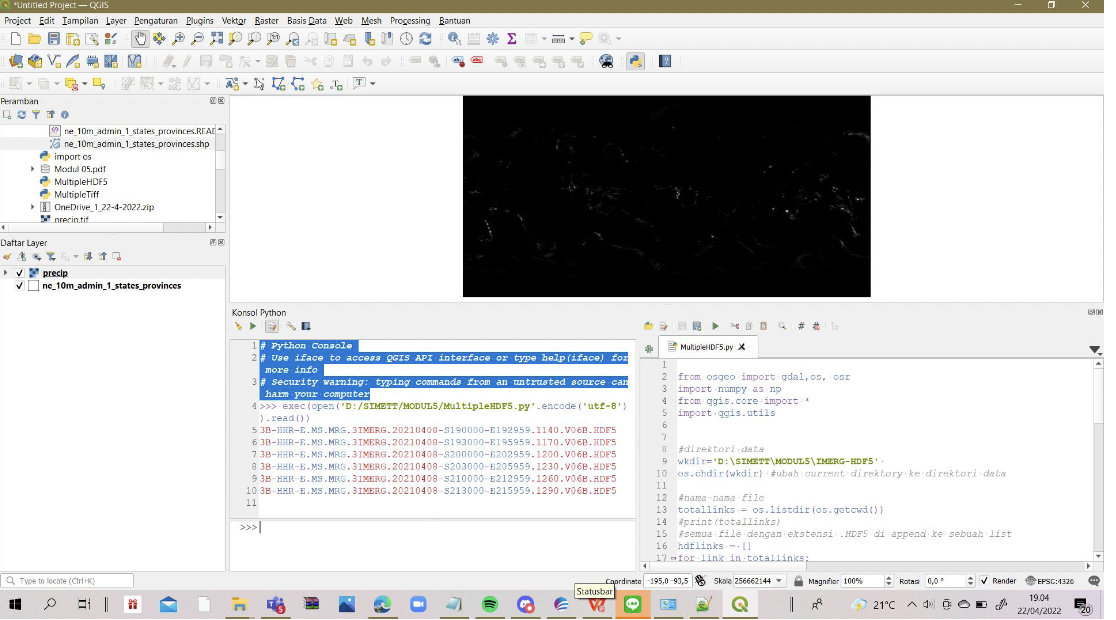 *Untitled Project — QGIS
Project Edit Tampilan Layer Pengaturan Plugins Vektor Raster Basis Data Web Mesh Processing Bantuan
Peramban
ne_10m_admin_1_states_provinces.READ
ne_10m_admin_1_states_provinces.shp
import os
Modul 05.pdf
MultipleHDF5
MultipleTiff
OneDrive_1_22-4-2022.zip
precip.tif
Daftar Layer
precip
ne_10m_admin_1_states_provinces
Konsol Python
1 # Python Console
2 # Use iface to access QGIS API interface or type help(iface) for
more info
3 # Security warning: typing commands from an untrusted source can
harm your computer
4 >>> exec(open('D:/SIMETT/MODUL5/MultipleHDF5.py'.encode('utf-8')
).read())
5 3B-HHR-E.MS.MRG.3IMERG.20210408-S190000-E192959.1140.V06B.HDF5
6 3B-HHR-E.MS.MRG.3IMERG.20210408-S193000-E195959.1170.V06B.HDF5
7 3B-HHR-E.MS.MRG.3IMERG.20210408-S200000-E202959.1200.V06B.HDF5
8 3B-HHR-E.MS.MRG.3IMERG.20210408-S203000-E205959.1230.V06B.HDF5
9 3B-HHR-E.MS.MRG.3IMERG.20210408-S210000-E212959.1260.V06B.HDF5
10 3B-HHR-E.MS.MRG.3IMERG.20210408-S213000-E215959.1290.V06B.HDF5
11
>>>
MultipleHDF5.py
1
2 from osgeo import gdal,os, osr
3 import numpy as np
4 from qgis.core import *
5 import qgis.utils
6
7
8 #direktori data
9 wkdir='D:\SIMETT\MODUL5\IMERG-HDF5'
10 os.chdir(wkdir) #ubah current direktory ke direktori data
11
12 #nama-nama file
13 totallinks = os.listdir(os.getcwd())
14 #print(totallinks)
15 #semua file dengan ekstensi .HDF5 di append ke sebuah list
16 hdflinks = []
17 for link in totallinks:
Type to locate (Ctrl+K)
Coordinate -195,0 -93,5 Skala 256662144 Magnifier 100% Rotasi 0,0 ° Render EPSG:4326
Statusbar
LINE
21°C
19.04
22/04/2022
20